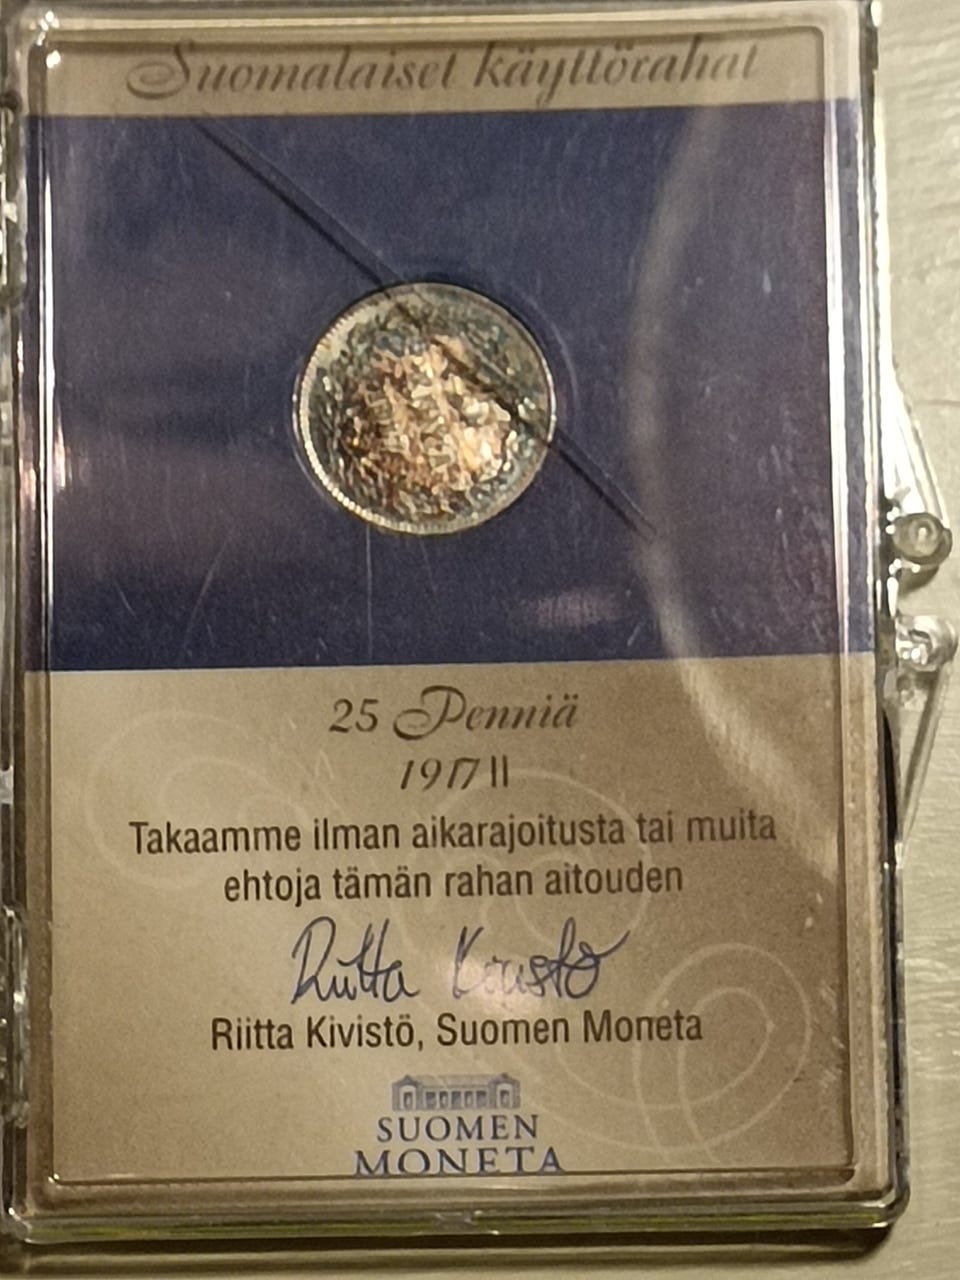 Suomalaiset käyttörahat
25 Penniä
1917 II
Takaamme ilman aikarajoitusta tai muita
ehtoja tämän rahan aitouden
Riitta Kivistö
Riitta Kivistö, Suomen Moneta
SUOMEN
MONETA